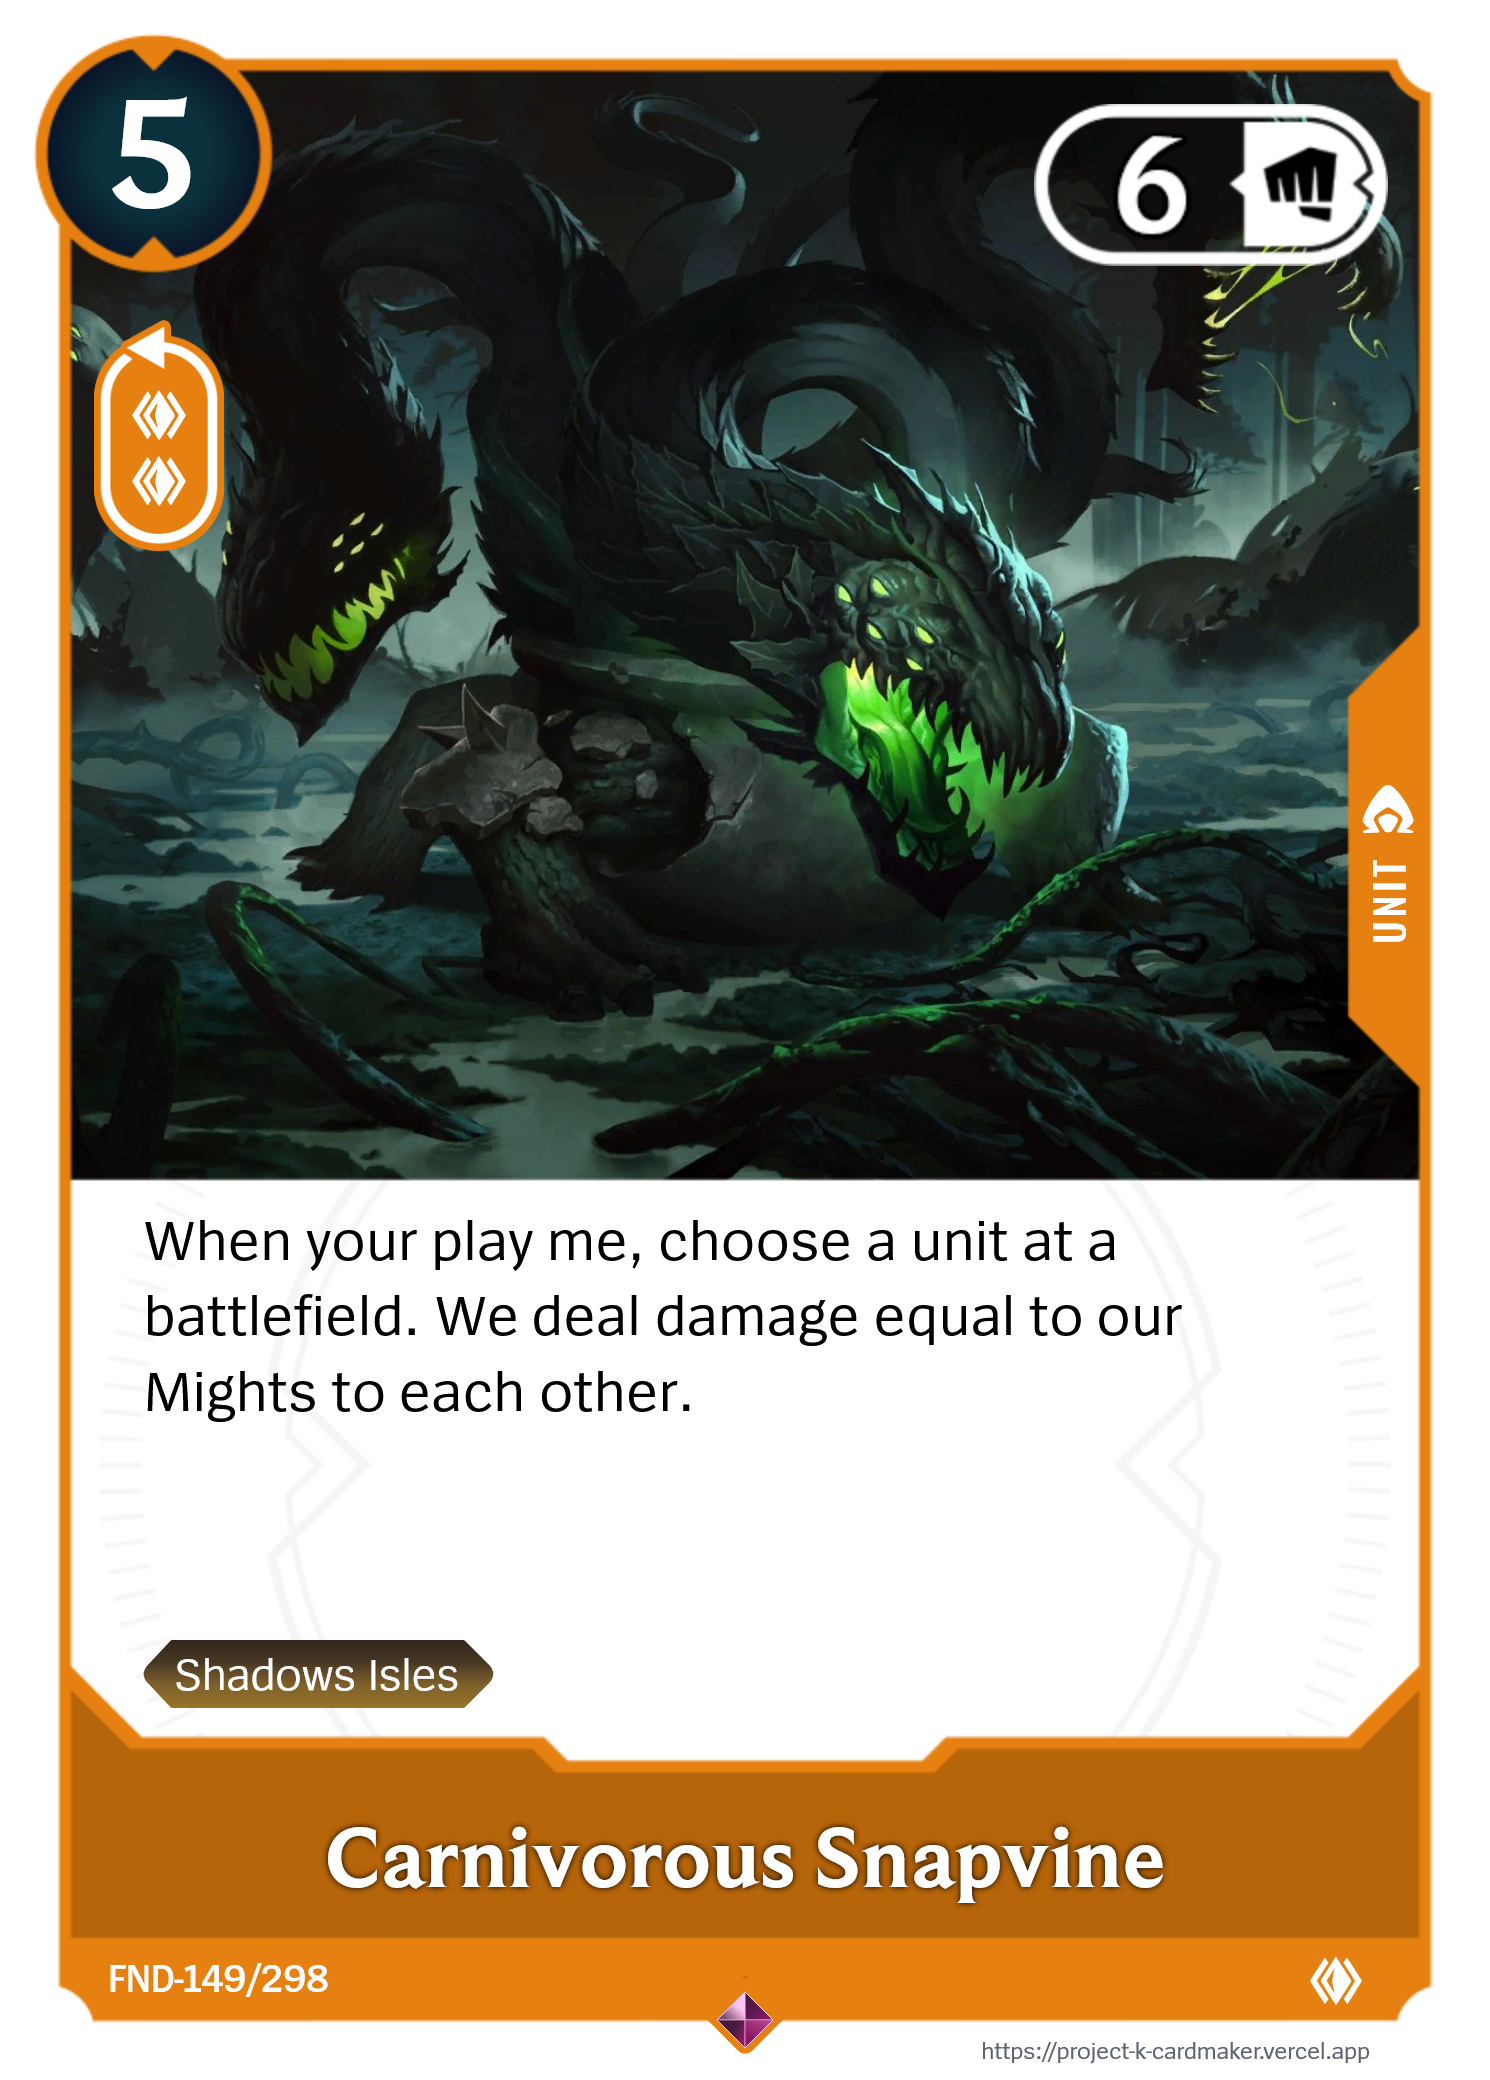 5
6
UNIT
When your play me, choose a unit at a
battlefield. We deal damage equal to our
Mights to each other.
Shadows Isles
Carnivorous Snapvine
FND-149/298
https://project-k-cardmaker.vercel.app